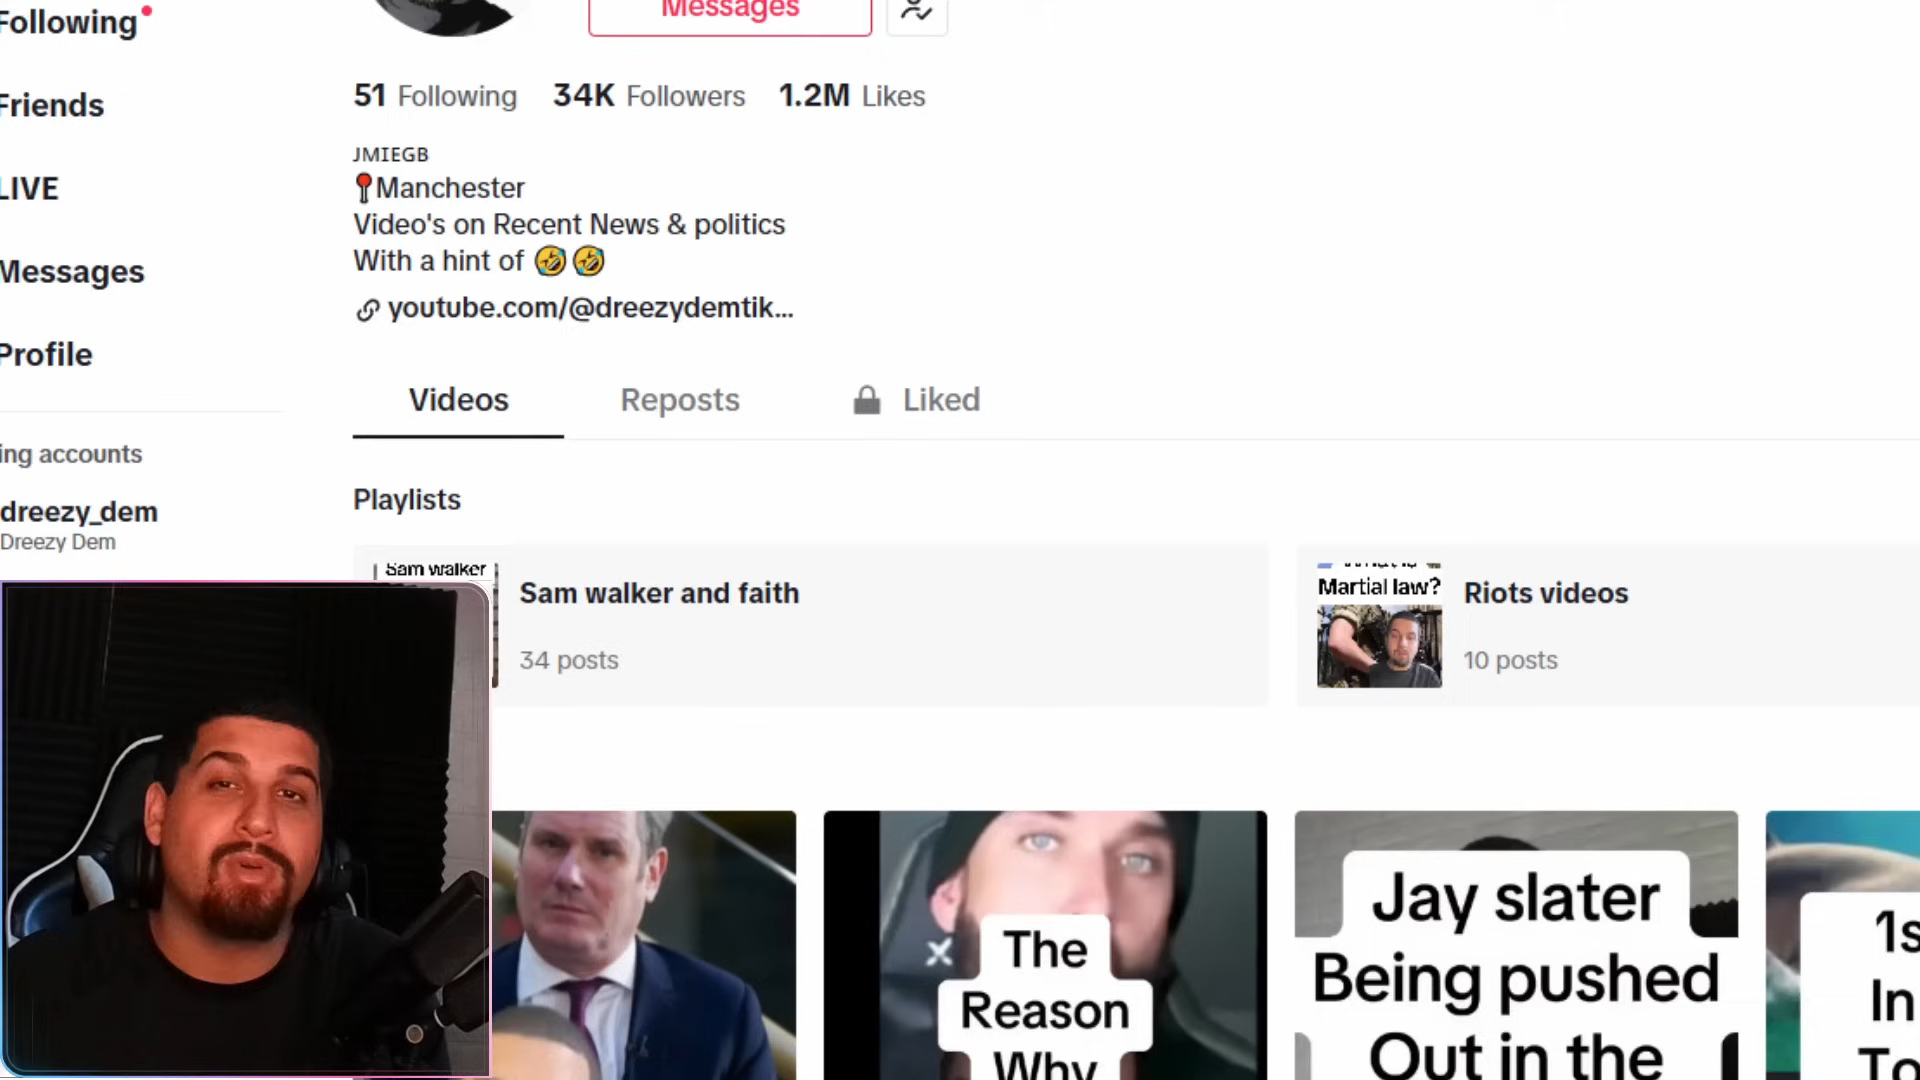 Following
Messages
Friends
51 Following 34K Followers 1.2M Likes
JMIEGB
LIVE
Manchester
Video's on Recent News & politics
With a hint of 🤣🤣
Messages
youtube.com/@dreezydemtik...
Profile
Videos Reposts Liked
ing accounts
Playlists
dreezy_dem
Dreezy Dem
Sam walker
Sam walker and faith
34 posts
Martial law?
Riots videos
10 posts
The
Reason
Why
Jay slater
Being pushed
Out in the
1s
In
To